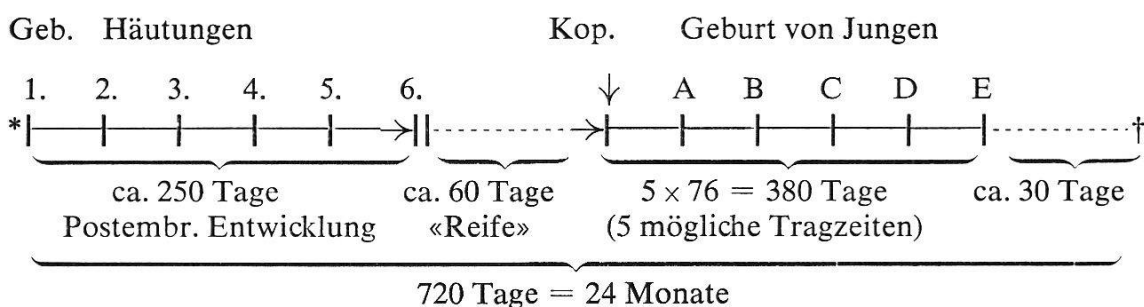 Geb. Häutungen Kop. Geburt von Jungen
1. 2. 3. 4. 5. 6. ↓ A B C D E
* †
ca. 250 Tage ca. 60 Tage 5 x 76 = 380 Tage ca. 30 Tage
Postembr. Entwicklung «Reife» (5 mögliche Tragzeiten)
720 Tage = 24 Monate